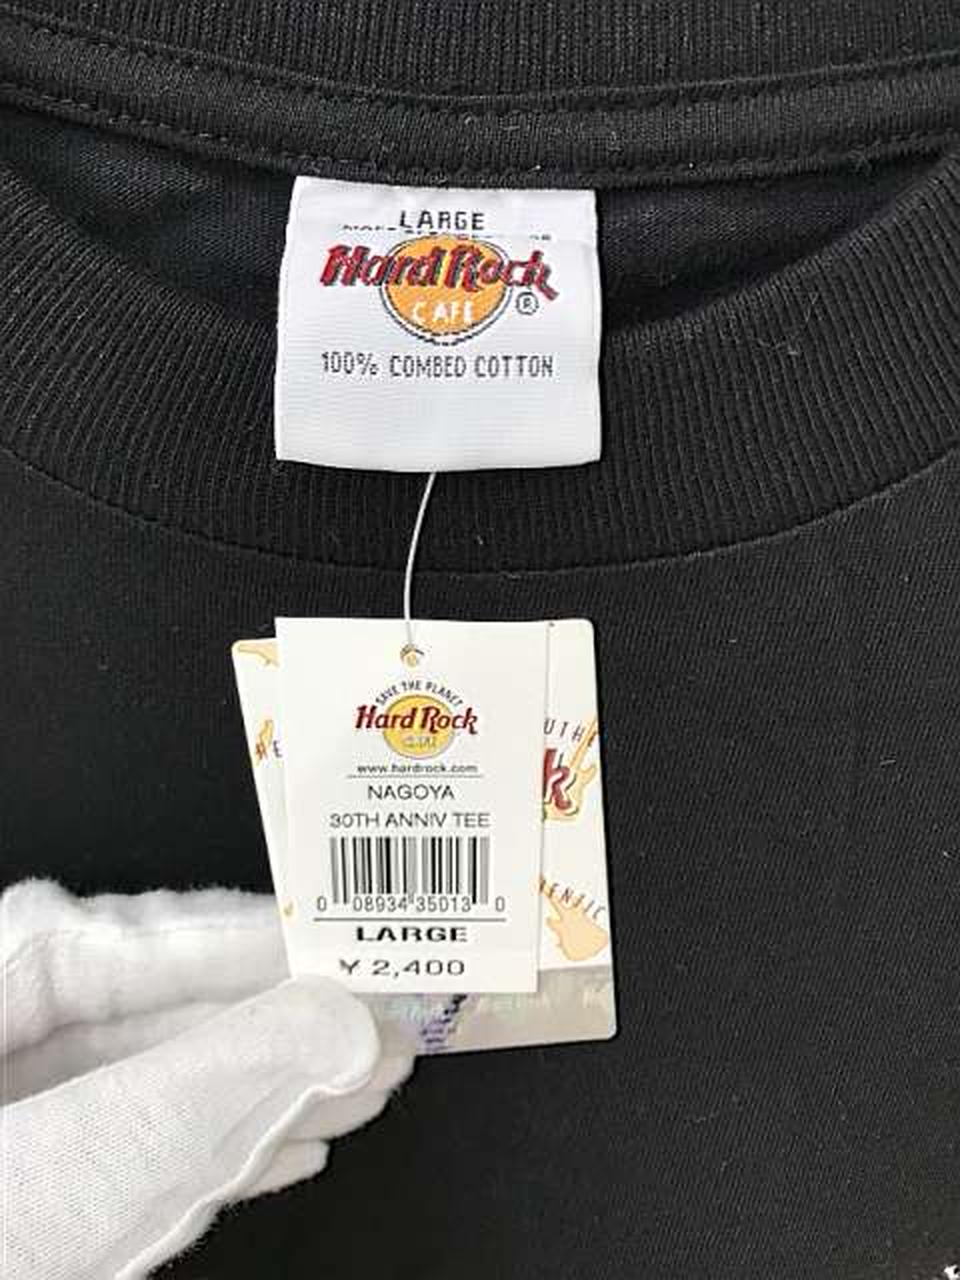 LARGE
Hard Rock
CAFE
®
100% COMBED COTTON
SAVE THE PLANET
Hard Rock
CAFE
www.hardrock.com
NAGOYA
30TH ANNIV TEE
0 08934 35013 0
LARGE
¥ 2,400